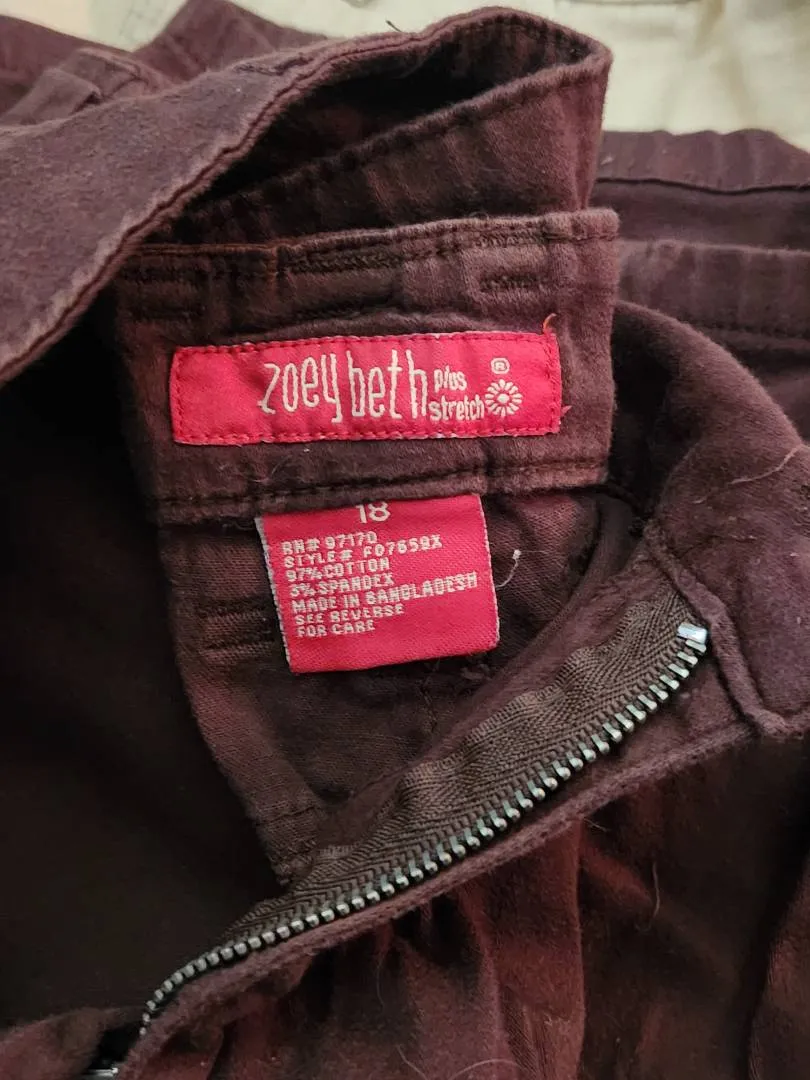 zoey beth plus stretch ®
18
RN# 97170
STYLE# F07659X
97% COTTON
3% SPANDEX
MADE IN BANGLADESH
SEE REVERSE
FOR CARE